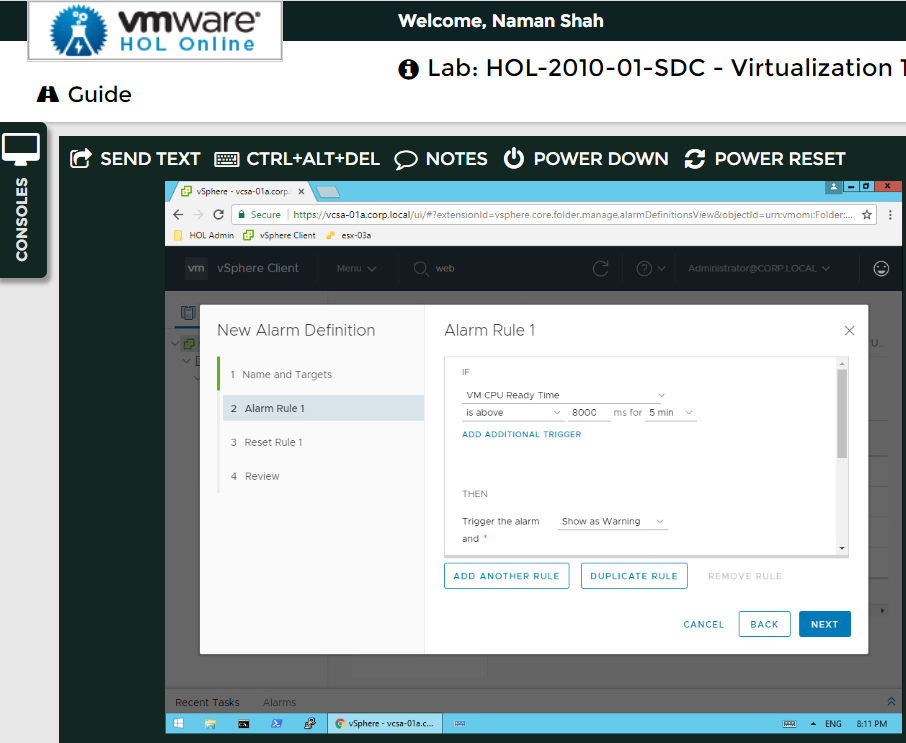 vmware®
HOL Online
Welcome, Naman Shah
Lab: HOL-2010-01-SDC - Virtualization 1
Guide
CONSOLES
SEND TEXT CTRL+ALT+DEL NOTES POWER DOWN POWER RESET
vSphere - vcsa-01a.corp.
Secure https://vcsa-01a.corp.local/ui/#?extensionId=vsphere.core.folder.manage.alarmDefinitionsView&objectId=urn:vmomi:Folder:...
HOL Admin vSphere Client esx-03a
vm vSphere Client Menu web Administrator@CORP.LOCAL
New Alarm Definition
1 Name and Targets
2 Alarm Rule 1
3 Reset Rule 1
4 Review
Alarm Rule 1
IF
VM CPU Ready Time
is above 8000 ms for 5 min
ADD ADDITIONAL TRIGGER
THEN
Trigger the alarm Show as Warning
and *
ADD ANOTHER RULE DUPLICATE RULE REMOVE RULE
CANCEL BACK NEXT
U...
Recent Tasks Alarms
vSphere - vcsa-01a.c... ENG 8:11 PM